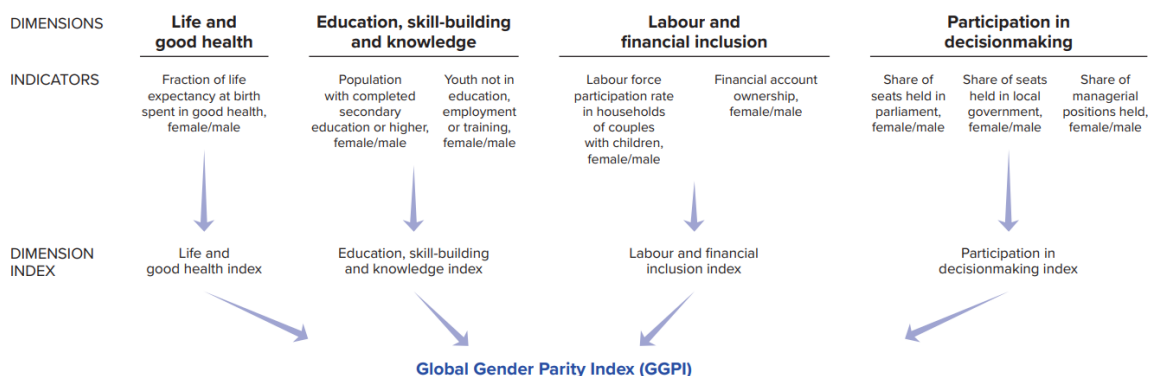 DIMENSIONS
Life and
good health
Education, skill-building
and knowledge
Labour and
financial inclusion
Participation in
decisionmaking
INDICATORS
Fraction of life
expectancy at birth
spent in good health,
female/male
Population
with completed
secondary
education or higher,
female/male
Youth not in
education,
employment
or training,
female/male
Labour force
participation rate
in households
of couples
with children,
female/male
Financial account
ownership,
female/male
Share of
seats held in
parliament,
female/male
Share of seats
held in local
government,
female/male
Share of
managerial
positions held,
female/male
DIMENSION
INDEX
Life and
good health index
Education, skill-building
and knowledge index
Labour and financial
inclusion index
Participation in
decisionmaking index
Global Gender Parity Index (GGPI)